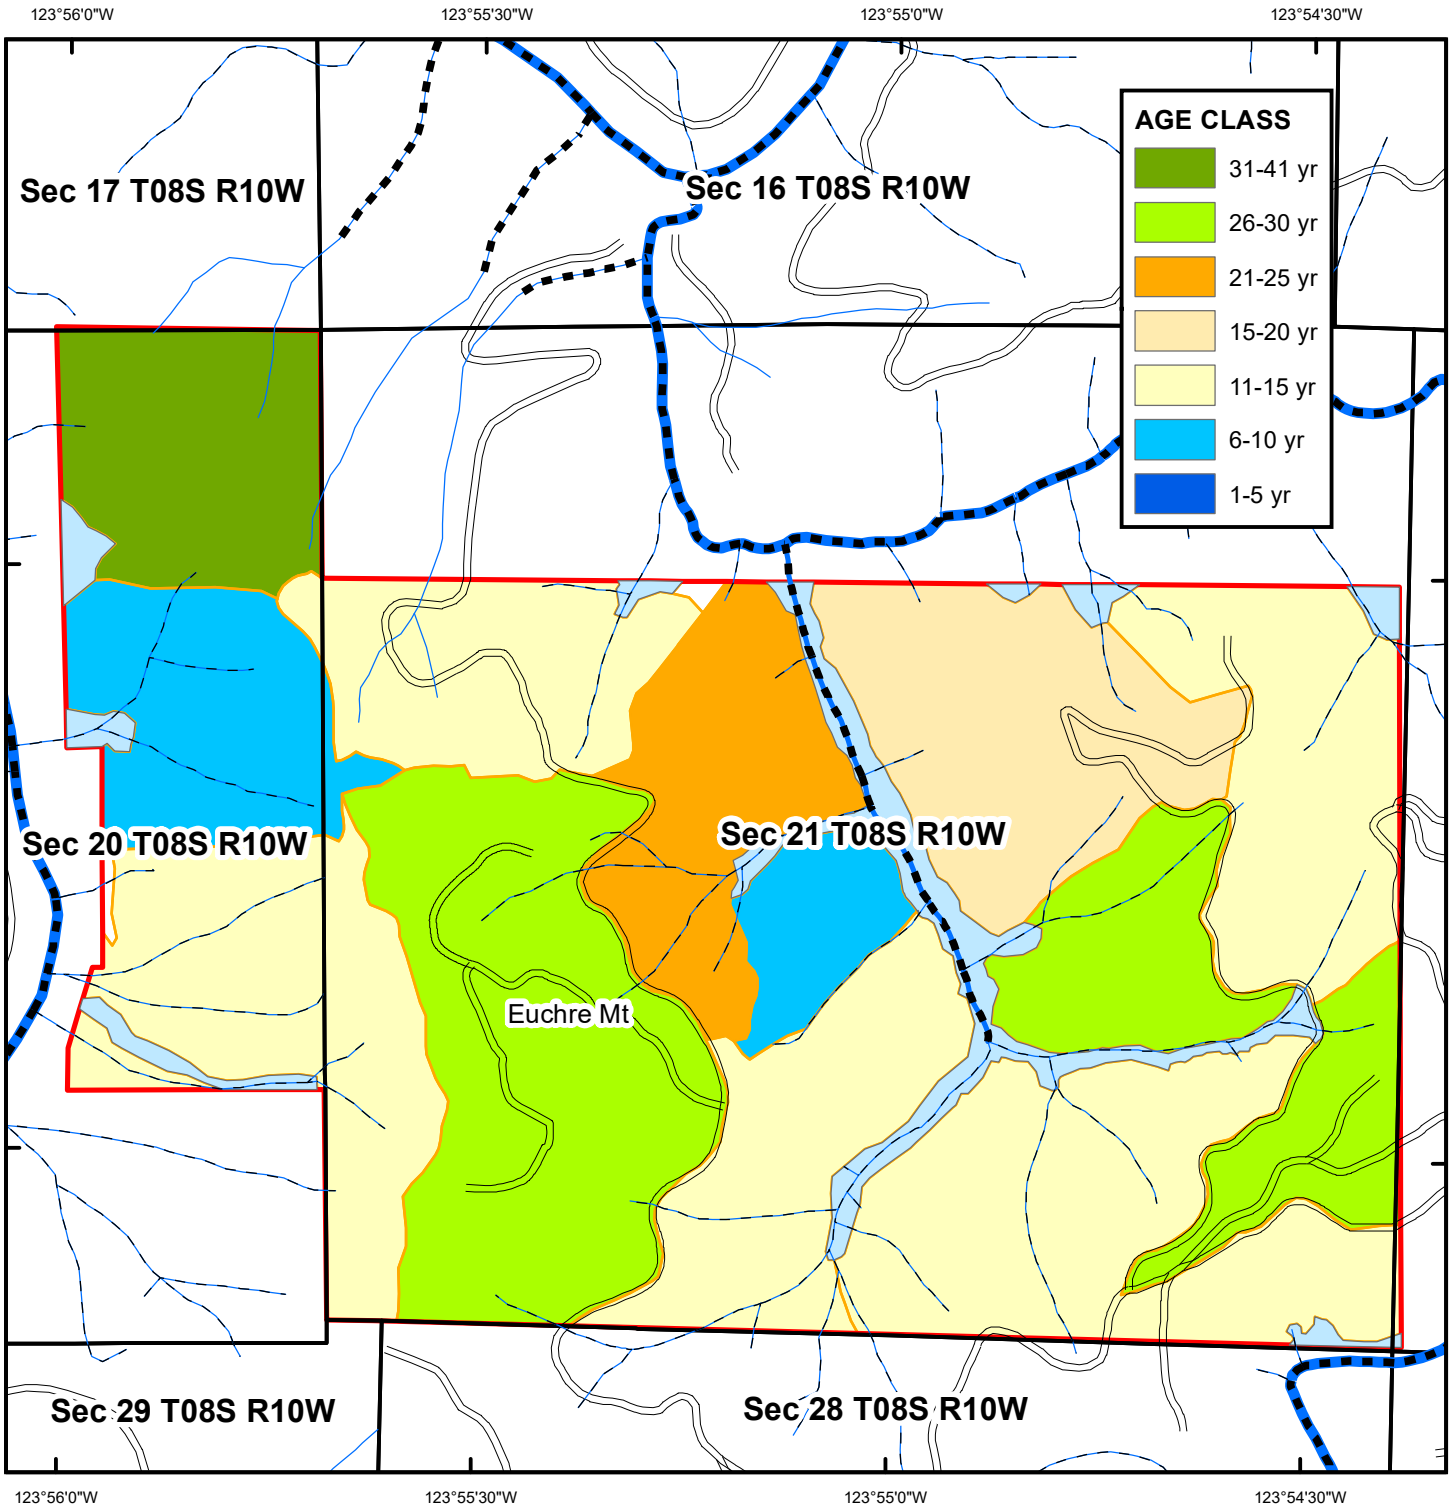 123°56'0"W
123°55'30"W
123°55'0"W
123°54'30"W
AGE CLASS
31-41 yr
26-30 yr
21-25 yr
15-20 yr
11-15 yr
6-10 yr
1-5 yr
Sec 17 T08S R10W
Sec 16 T08S R10W
Sec 20 T08S R10W
Sec 21 T08S R10W
Euchre Mt
Sec 29 T08S R10W
Sec 28 T08S R10W
123°56'0"W
123°55'30"W
123°55'0"W
123°54'30"W